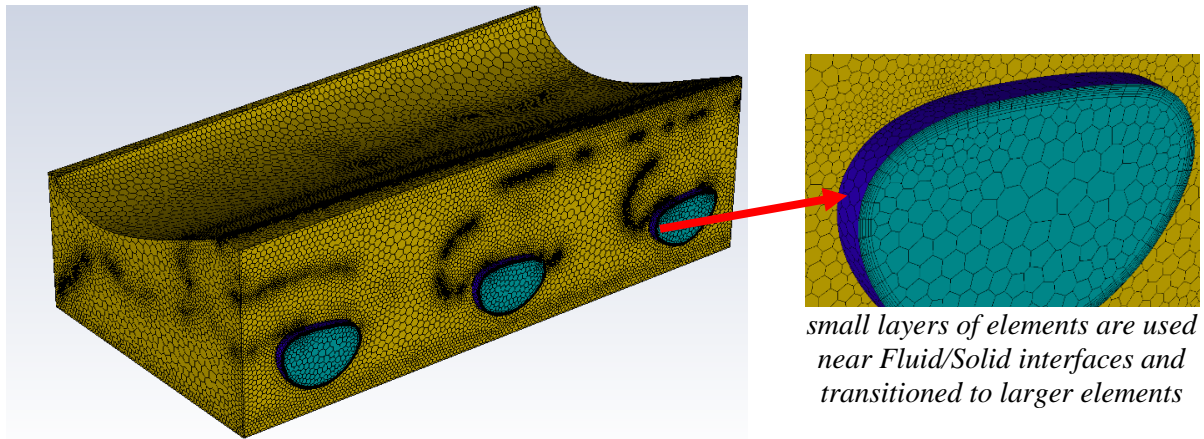 small layers of elements are used
near Fluid/Solid interfaces and
transitioned to larger elements